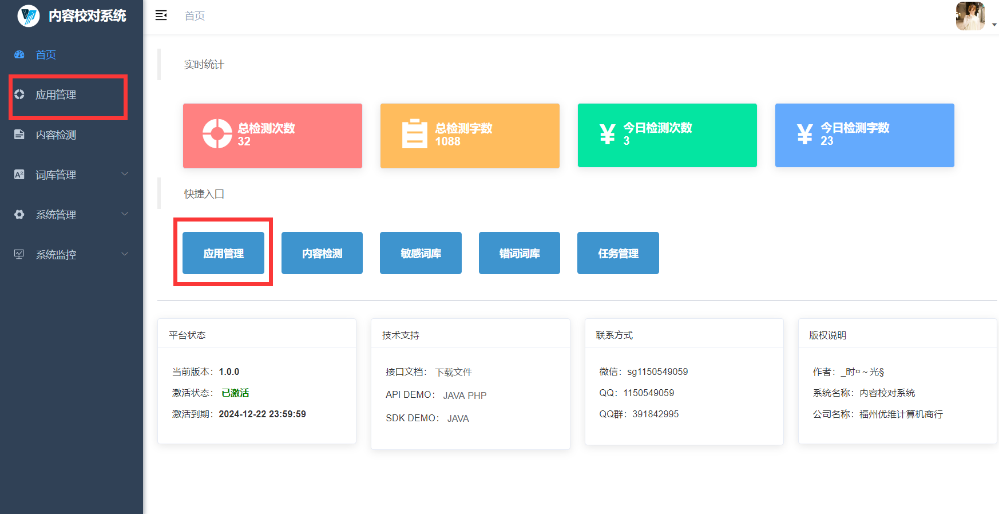 内容校对系统
首页
首页
应用管理
内容检测
词库管理
系统管理
系统监控
实时统计
总检测次数
32
总检测字数
1088
¥ 今日检测次数
3
¥ 今日检测字数
23
快捷入口
应用管理
内容检测
敏感词库
错词词库
任务管理
平台状态
当前版本：1.0.0
激活状态： 已激活
激活到期：2024-12-22 23:59:59
技术支持
接口文档： 下载文件
API DEMO： JAVA PHP
SDK DEMO： JAVA
联系方式
微信：sg1150549059
QQ：1150549059
QQ群：391842995
版权说明
作者：_时¤～光§
系统名称：内容校对系统
公司名称：福州优维计算机商行